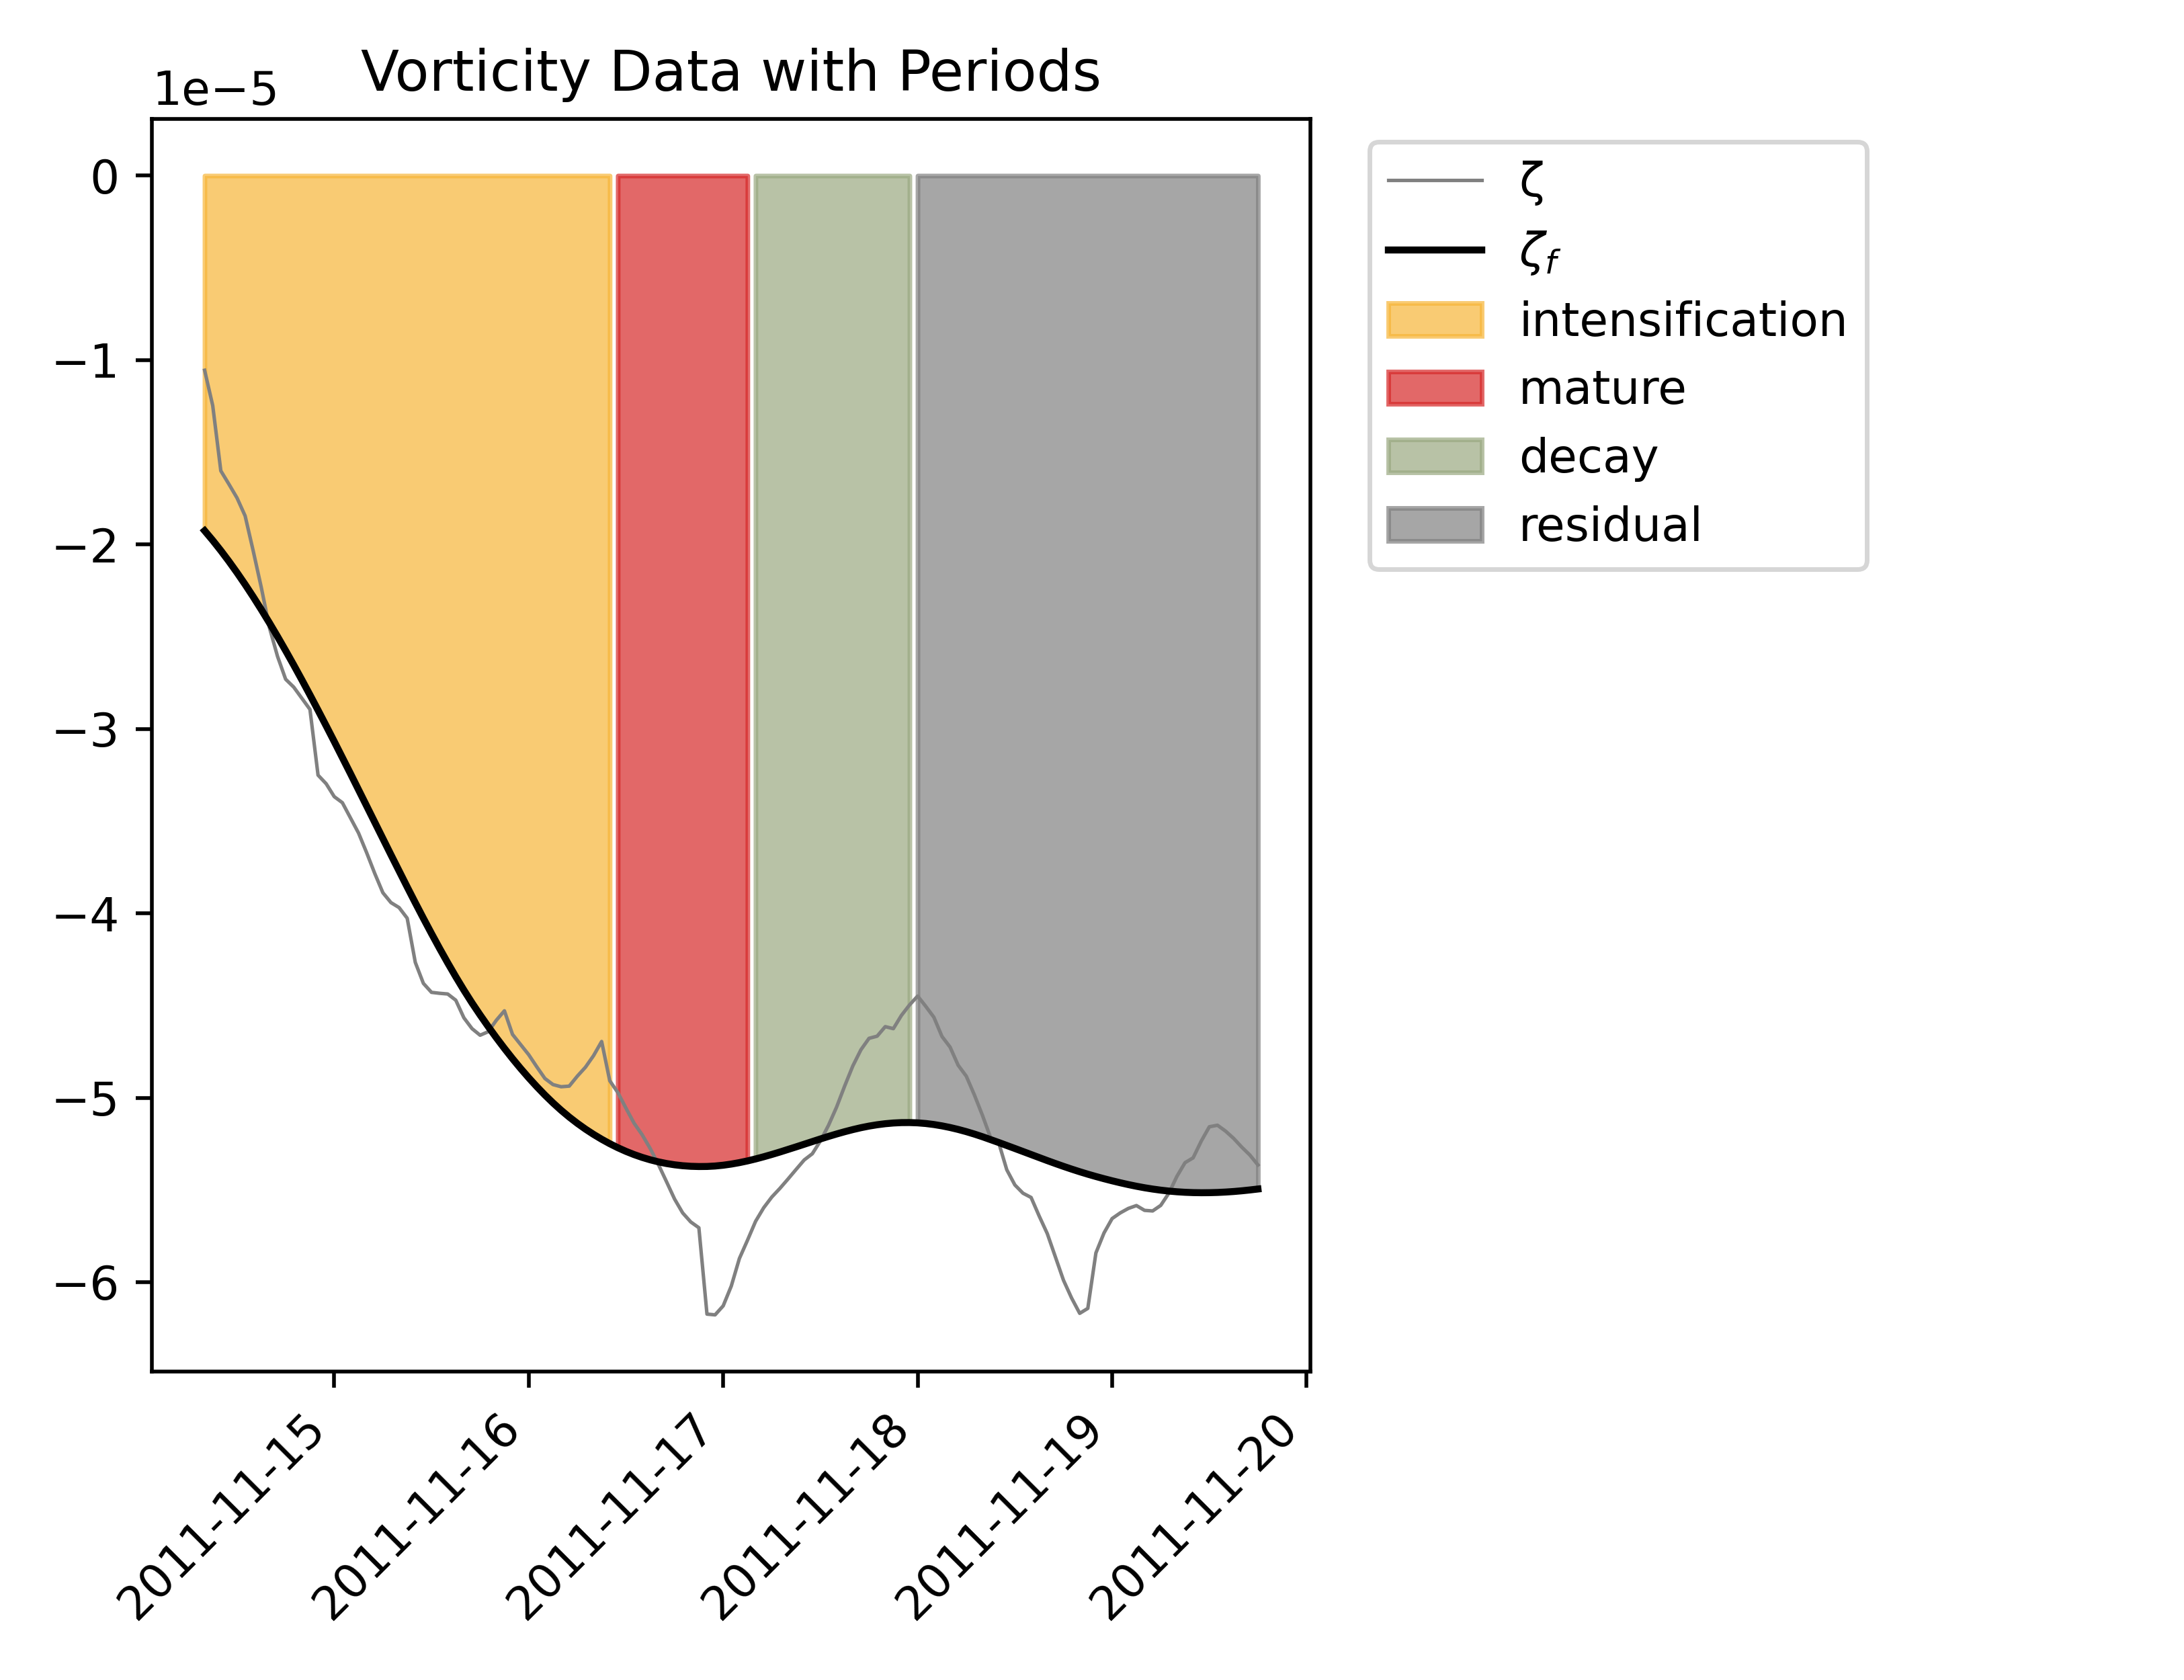 Vorticity Data with Periods
1e−5
0
−1
−2
−3
−4
−5
−6
2011-11-15
2011-11-16
2011-11-17
2011-11-18
2011-11-19
2011-11-20
ζ
ζf
intensification
mature
decay
residual